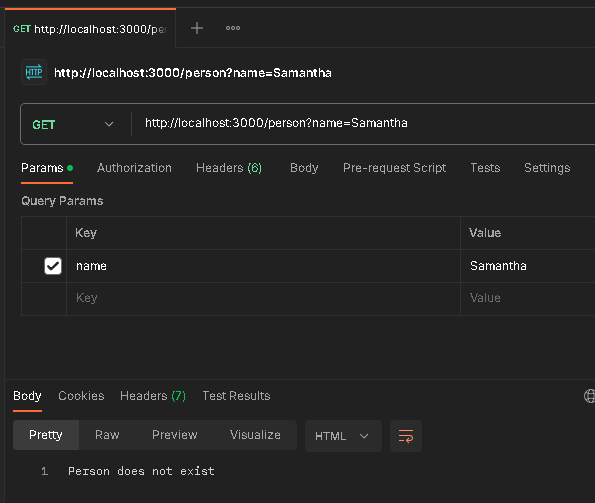 GET http://localhost:3000/pe
HTTP http://localhost:3000/person?name=Samantha
GET http://localhost:3000/person?name=Samantha
Params Authorization Headers (6) Body Pre-request Script Tests Settings
Query Params
Key Value
name Samantha
Key Value
Body Cookies Headers (7) Test Results
Pretty Raw Preview Visualize HTML
1 Person does not exist